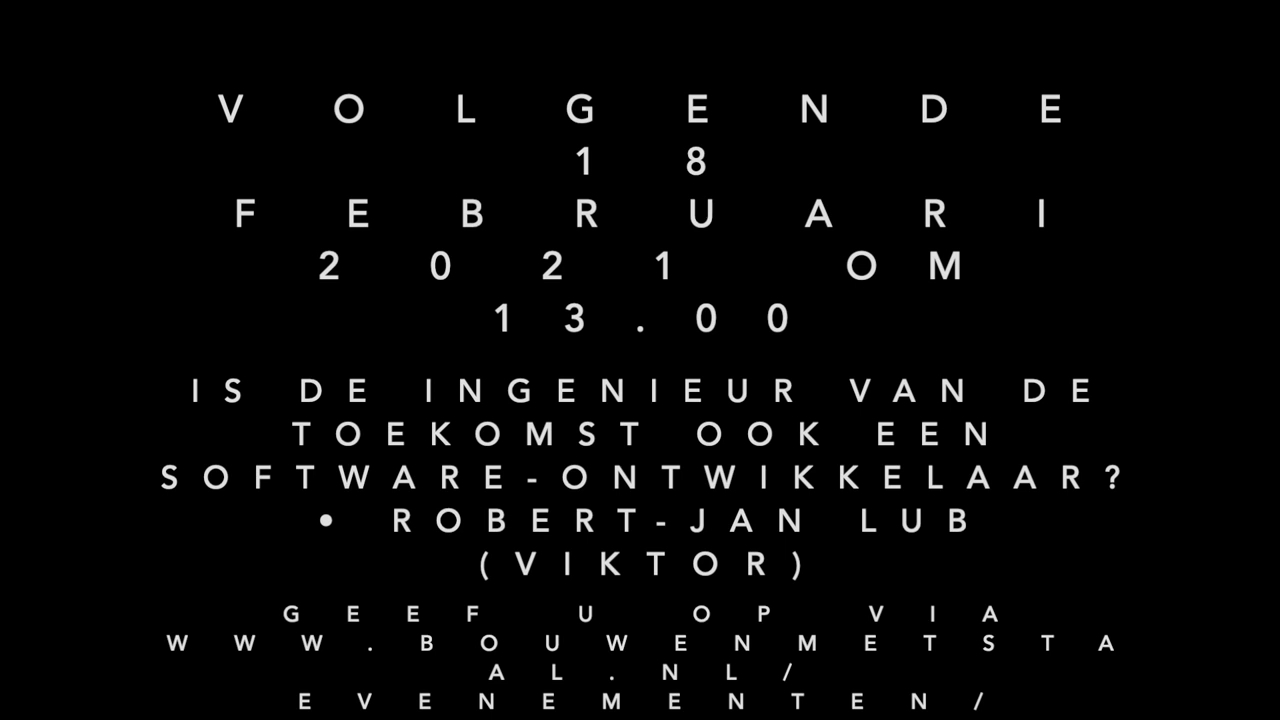 VOLGENDE
18
FEBRUARI
2021 OM
13.00
IS DE INGENIEUR VAN DE
TOEKOMST OOK EEN
SOFTWARE-ONTWIKKELAAR?
• ROBERT-JAN LUB
(VIKTOR)
GEEF U OP VIA
WWW.BOUWENMETSTA
AL.NL/
EVENEMENTEN/